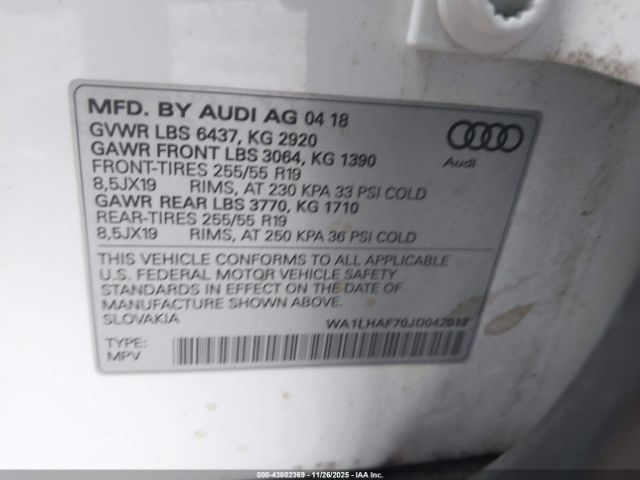 MFD. BY AUDI AG 04 18
GVWR LBS 6437, KG 2920
GAWR FRONT LBS 3064, KG 1390
FRONT-TIRES 255/55 R19
8,5JX19 RIMS, AT 230 KPA 33 PSI COLD
GAWR REAR LBS 3770, KG 1710
REAR-TIRES 255/55 R19
8,5JX19 RIMS, AT 250 KPA 36 PSI COLD
Audi
THIS VEHICLE CONFORMS TO ALL APPLICABLE
U.S. FEDERAL MOTOR VEHICLE SAFETY
STANDARDS IN EFFECT ON THE DATE OF
MANUFACTURE SHOWN ABOVE.
SLOVAKIA
WA1LHAF70JD042012
TYPE:
MPV
00-43802369 - 11/26/2025 - IAAI.COM